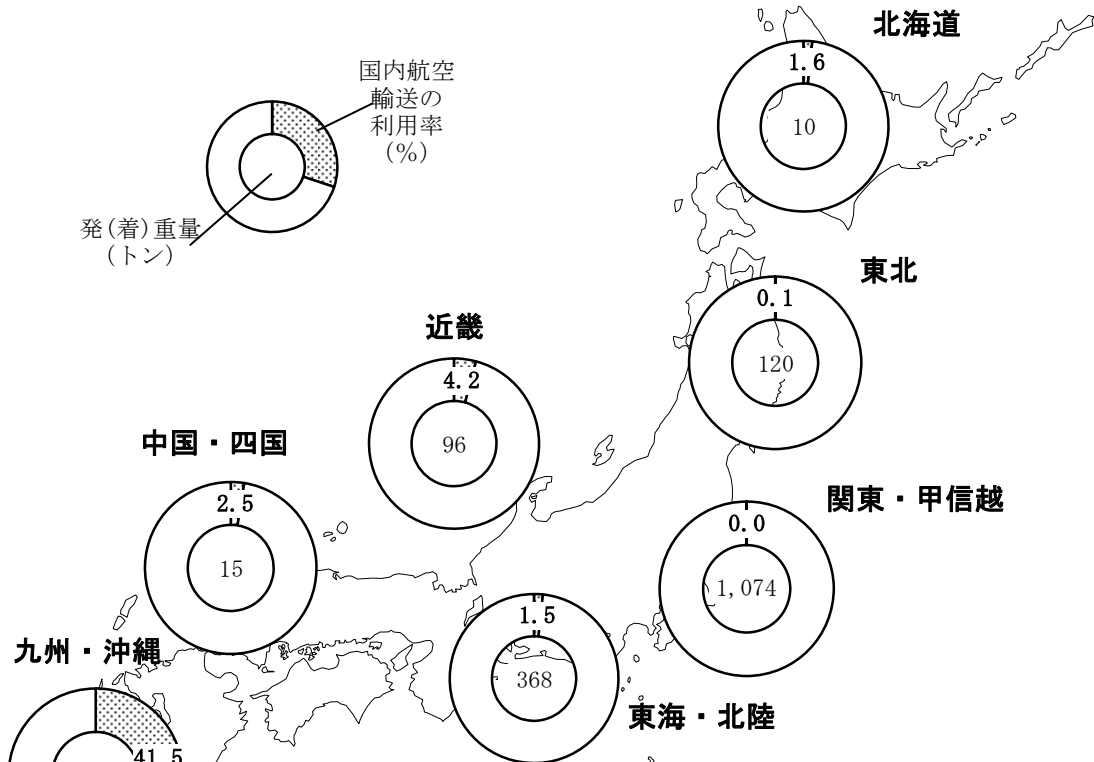 北海道
1.6
10
国内航空
輸送の
利用率
(%)
発(着)重量
(トン)
東北
0.1
120
近畿
4.2
96
中国・四国
2.5
15
関東・甲信越
0.0
1,074
九州・沖縄
41.5
東海・北陸
1.5
368